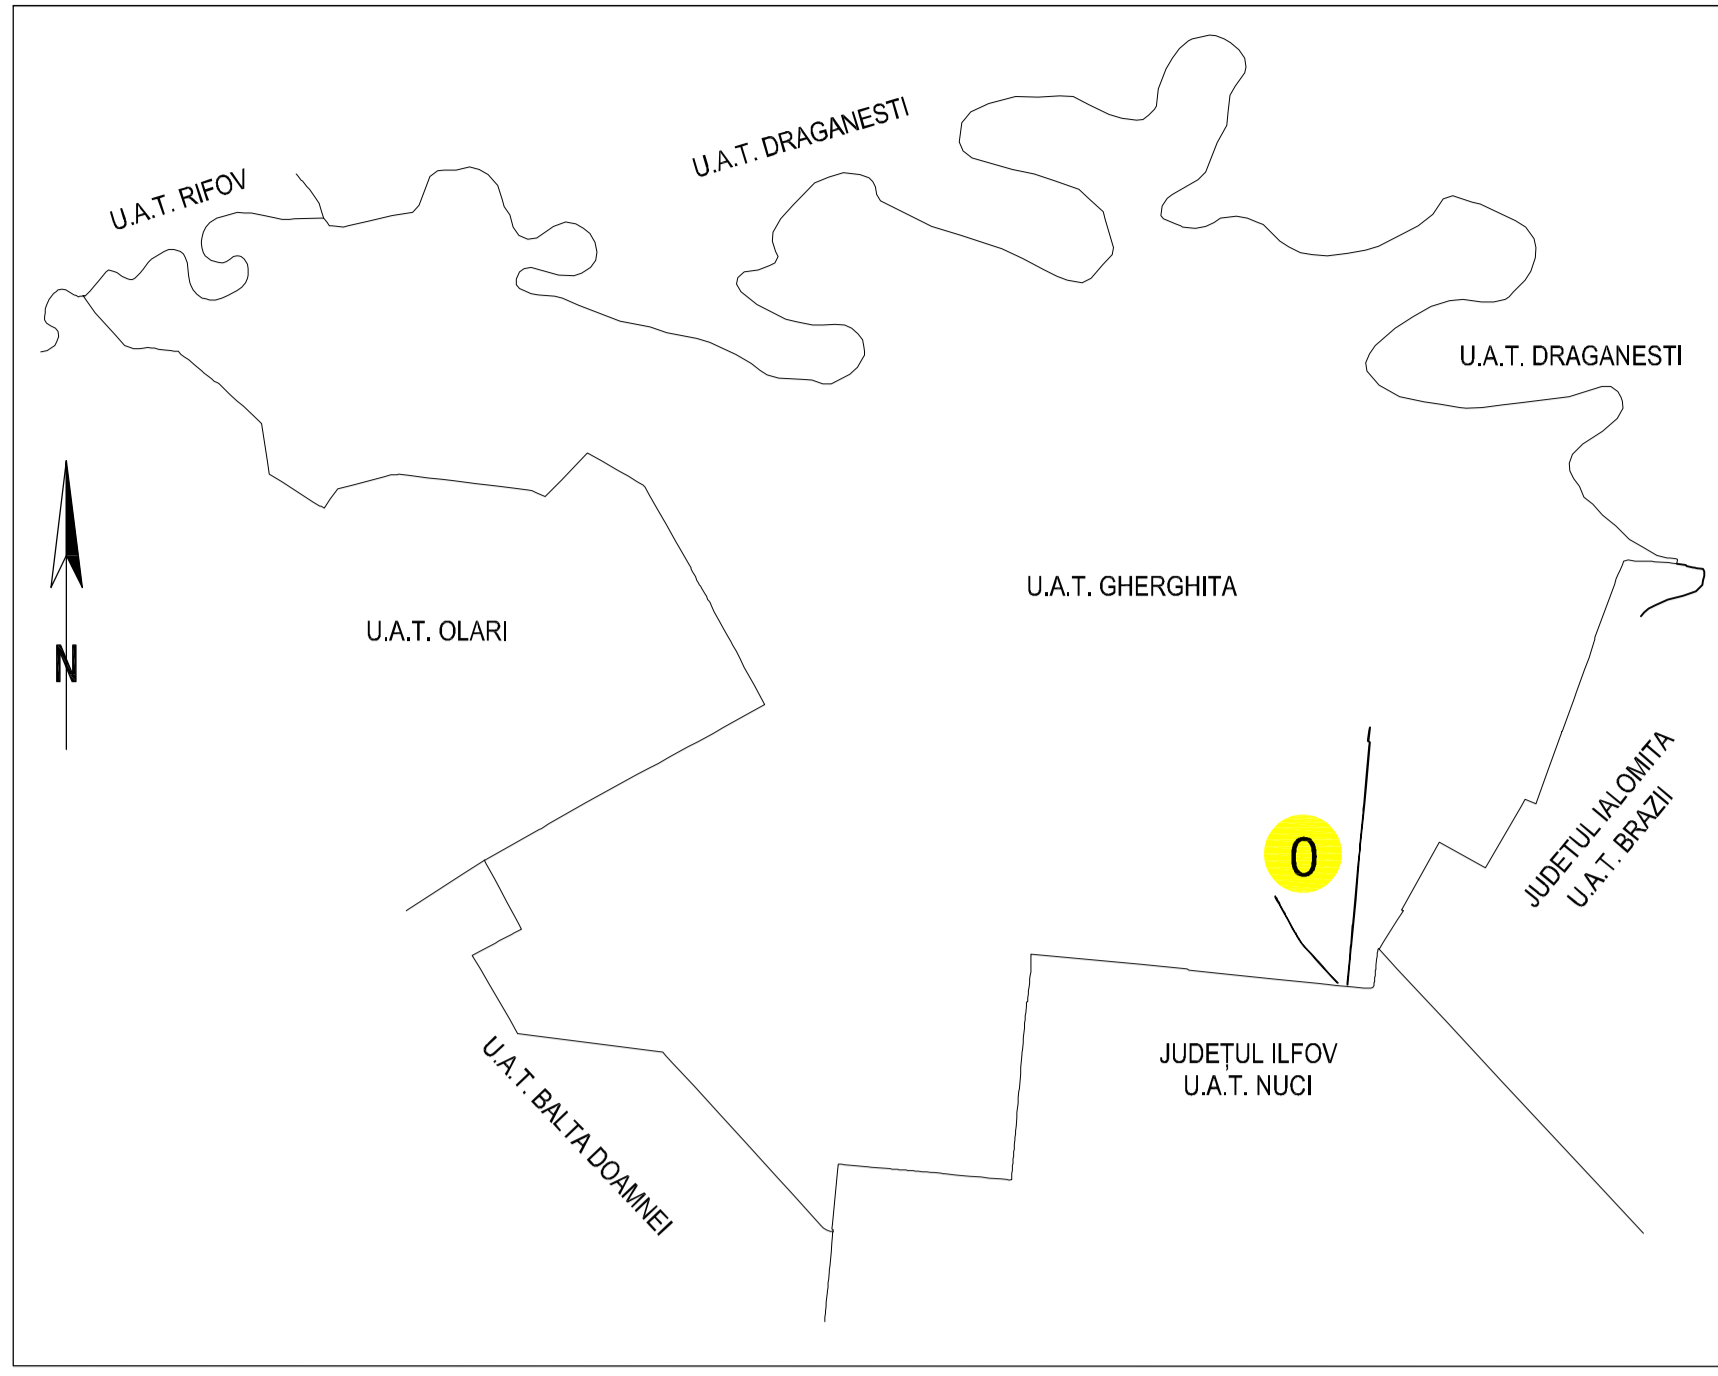 U.A.T. DRAGANESTI
U.A.T. RIFOV
U.A.T. DRAGANESTI
U.A.T. GHERGHITA
U.A.T. OLARI
N
JUDETUL IALOMITA
U.A.T. BRAZII
0
JUDEȚUL ILFOV
U.A.T. NUCI
U.A.T. BALTA DOAMNEI